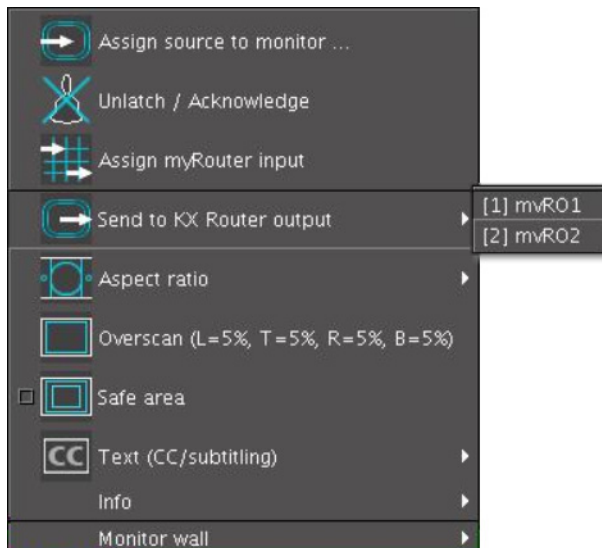 Assign source to monitor ...
Unlatch / Acknowledge
Assign myRouter input
Send to KX Router output
[1] mvRO1
[2] mvRO2
Aspect ratio
Overscan (L=5%, T=5%, R=5%, B=5%)
Safe area
CC Text (CC/subtitling)
Info
Monitor wall